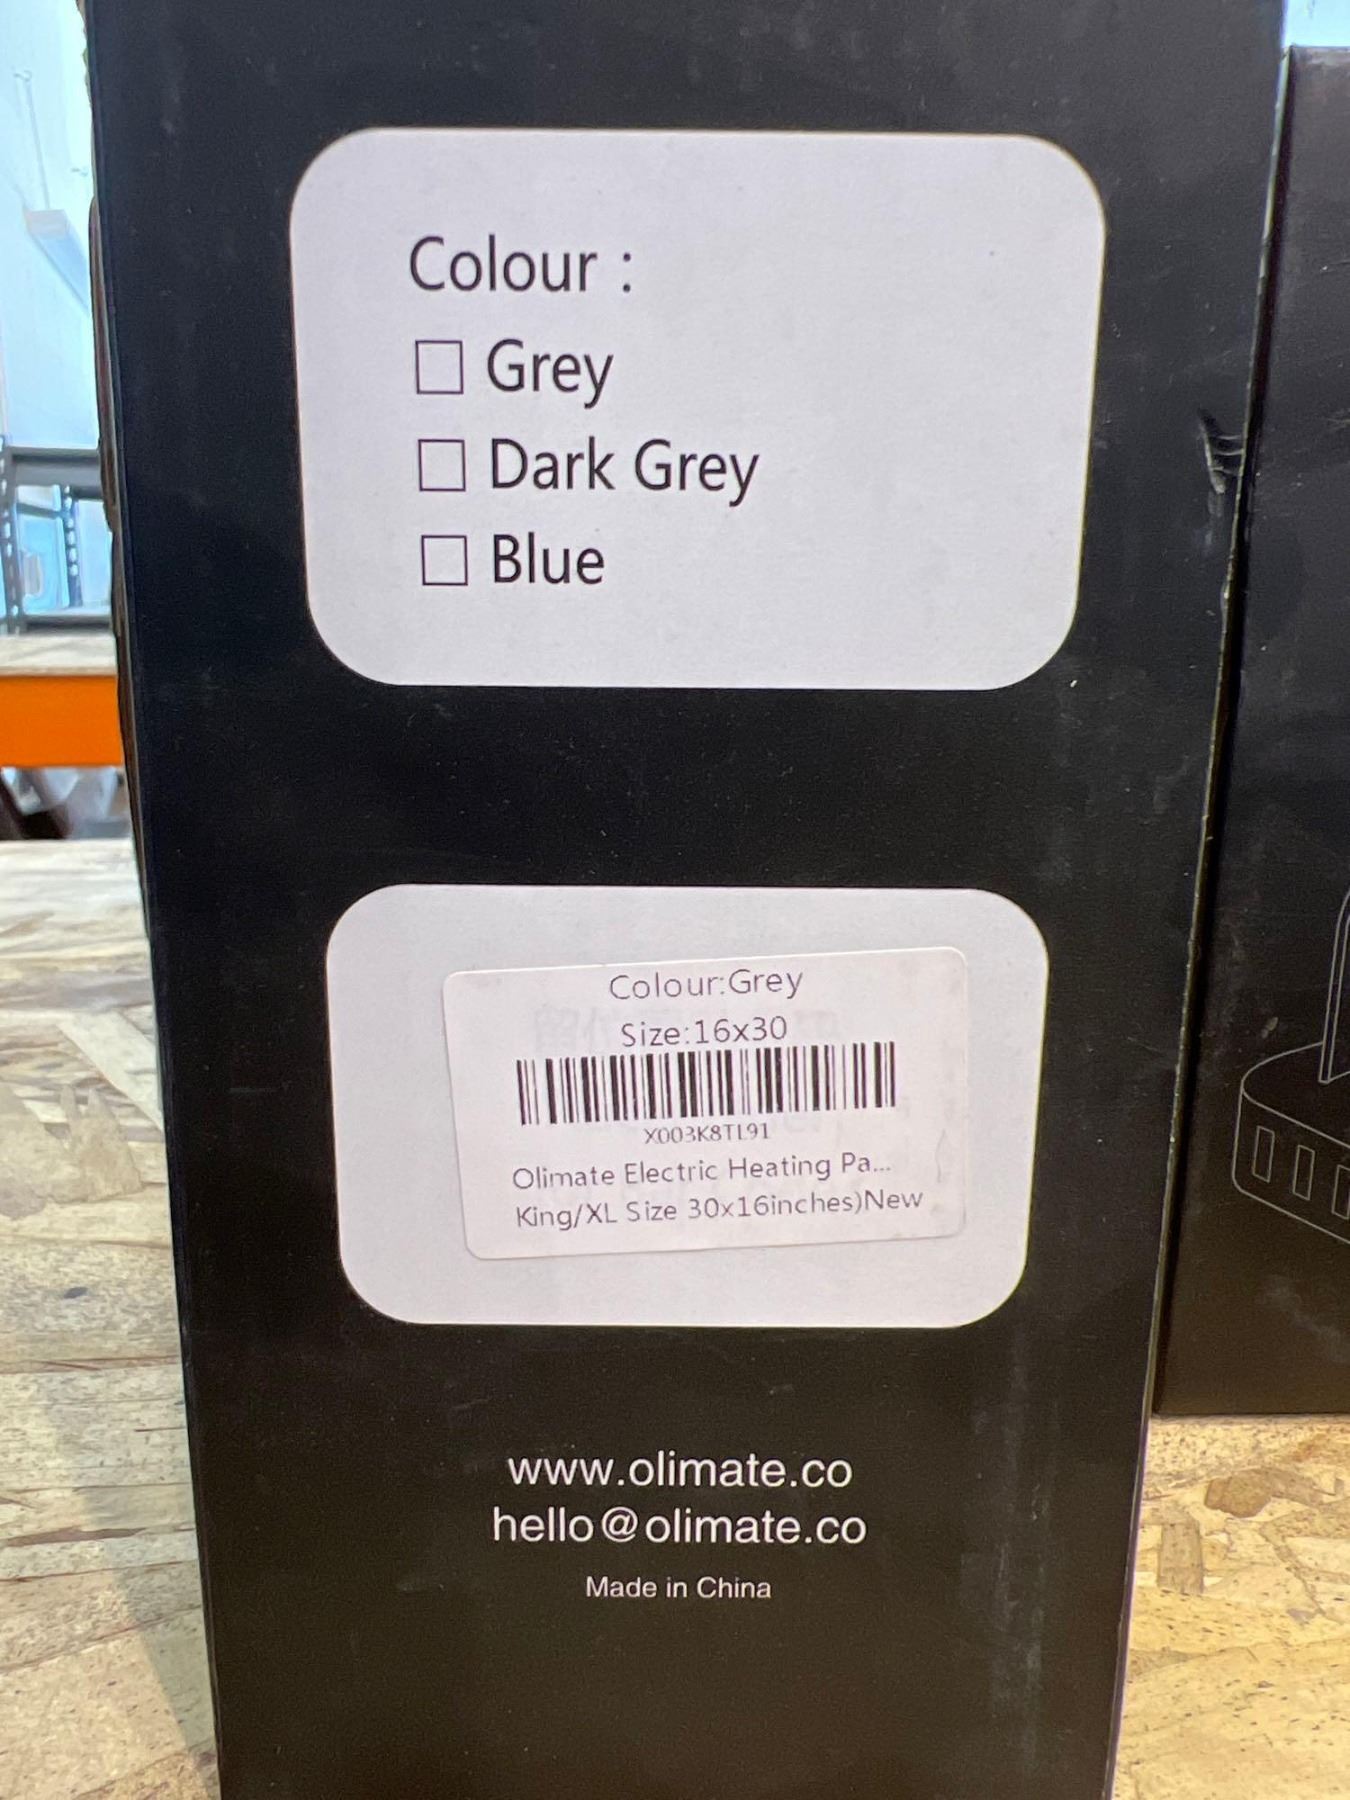 Colour :
☐ Grey
☐ Dark Grey
☐ Blue
Colour:Grey
Size:16x30
X003K8TL91
Olimate Electric Heating Pa...
King/XL Size 30x16inches)New
www.olimate.co
hello@olimate.co
Made in China